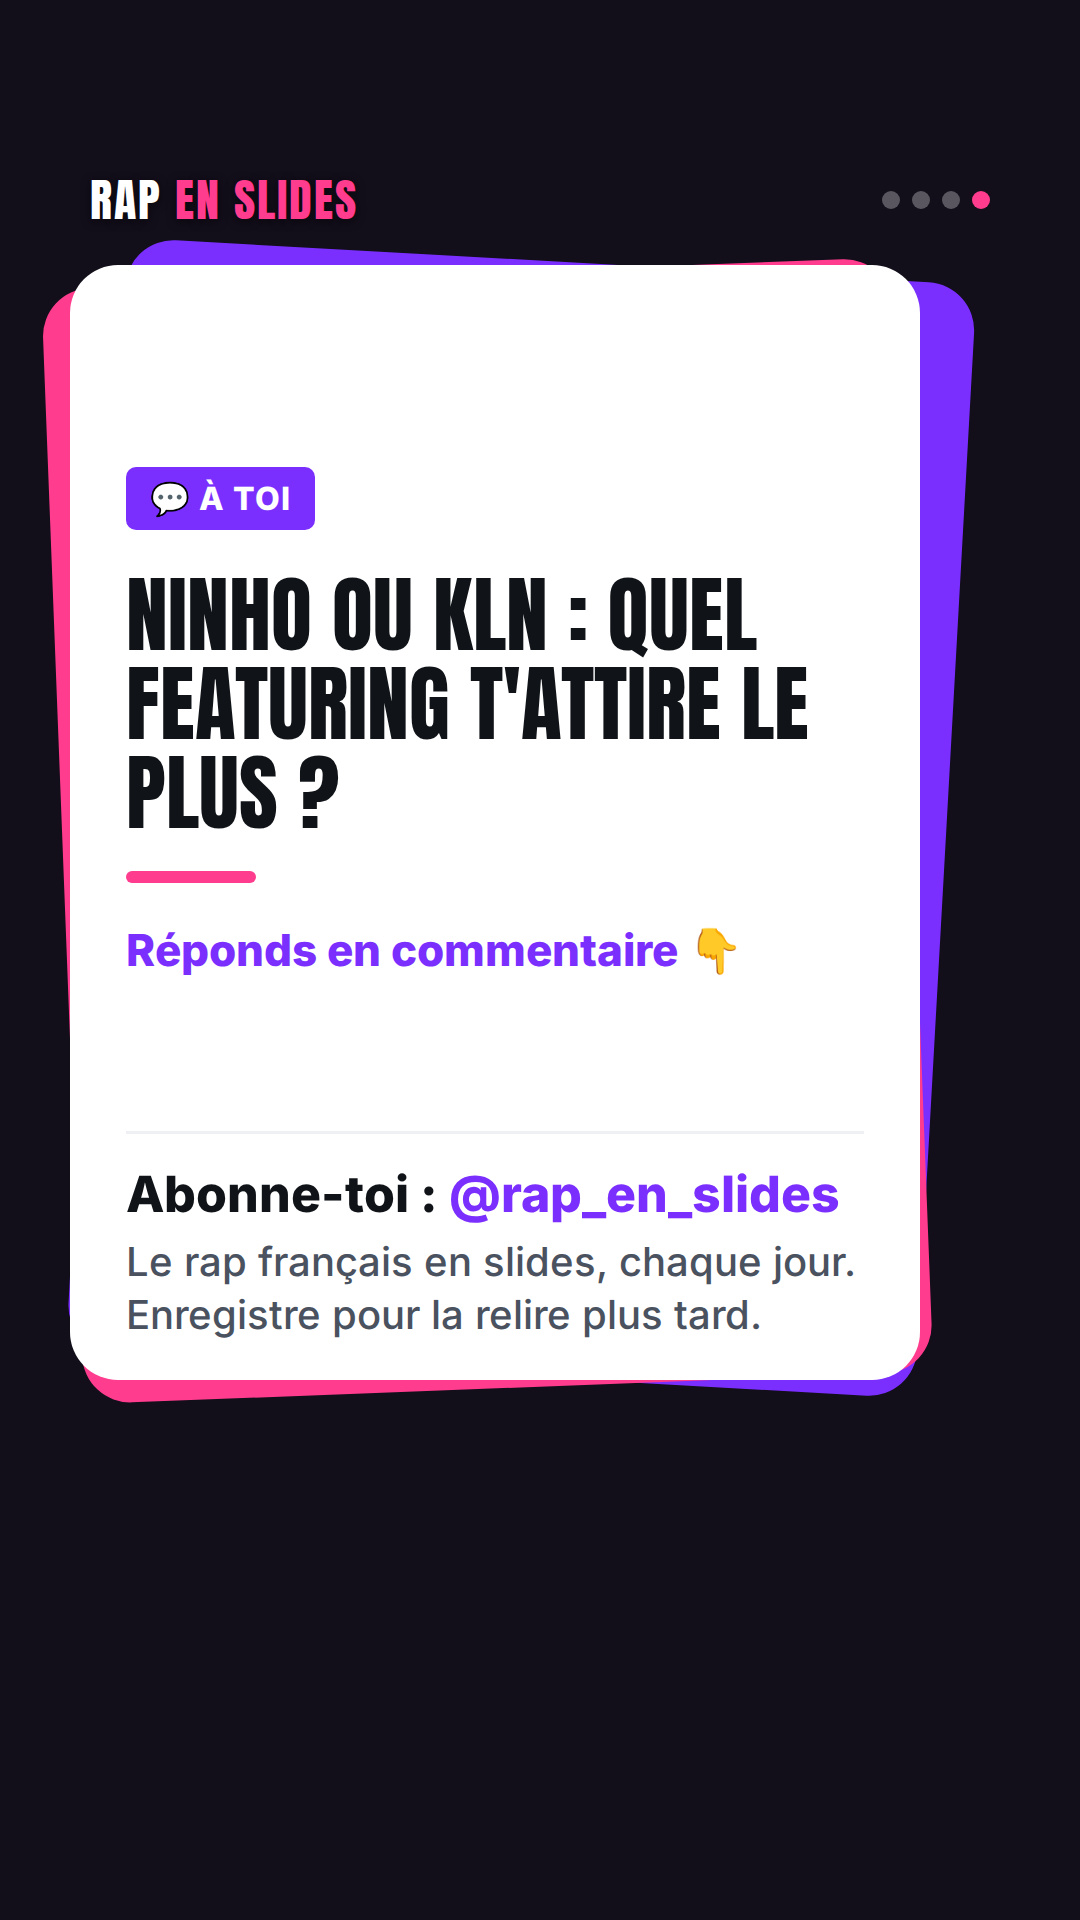 RAP EN SLIDES
💬 À TOI
NINHO OU KLN : QUEL
FEATURING T'ATTIRE LE
PLUS ?
Réponds en commentaire 👇
Abonne-toi : @rap_en_slides
Le rap français en slides, chaque jour.
Enregistre pour la relire plus tard.